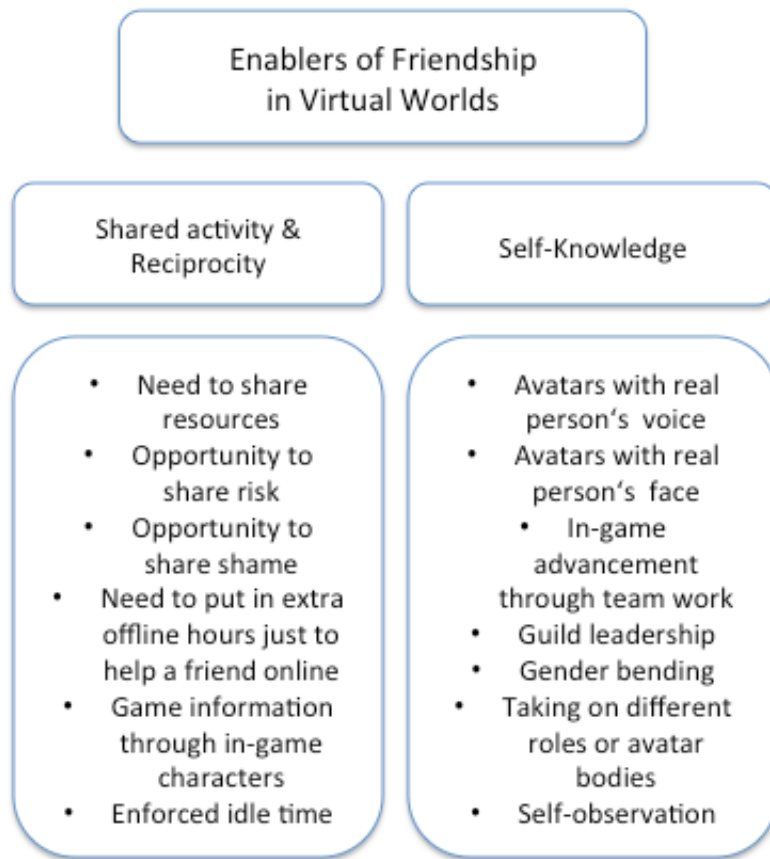 Enablers of Friendship
in Virtual Worlds
Shared activity &
Reciprocity
Self-Knowledge
• Need to share
resources
• Opportunity to
share risk
• Opportunity to
share shame
• Need to put in extra
offline hours just to
help a friend online
• Game information
through in-game
characters
• Enforced idle time
• Avatars with real
person‘s voice
• Avatars with real
person‘s face
• In-game
advancement
through team work
• Guild leadership
• Gender bending
• Taking on different
roles or avatar
bodies
• Self-observation